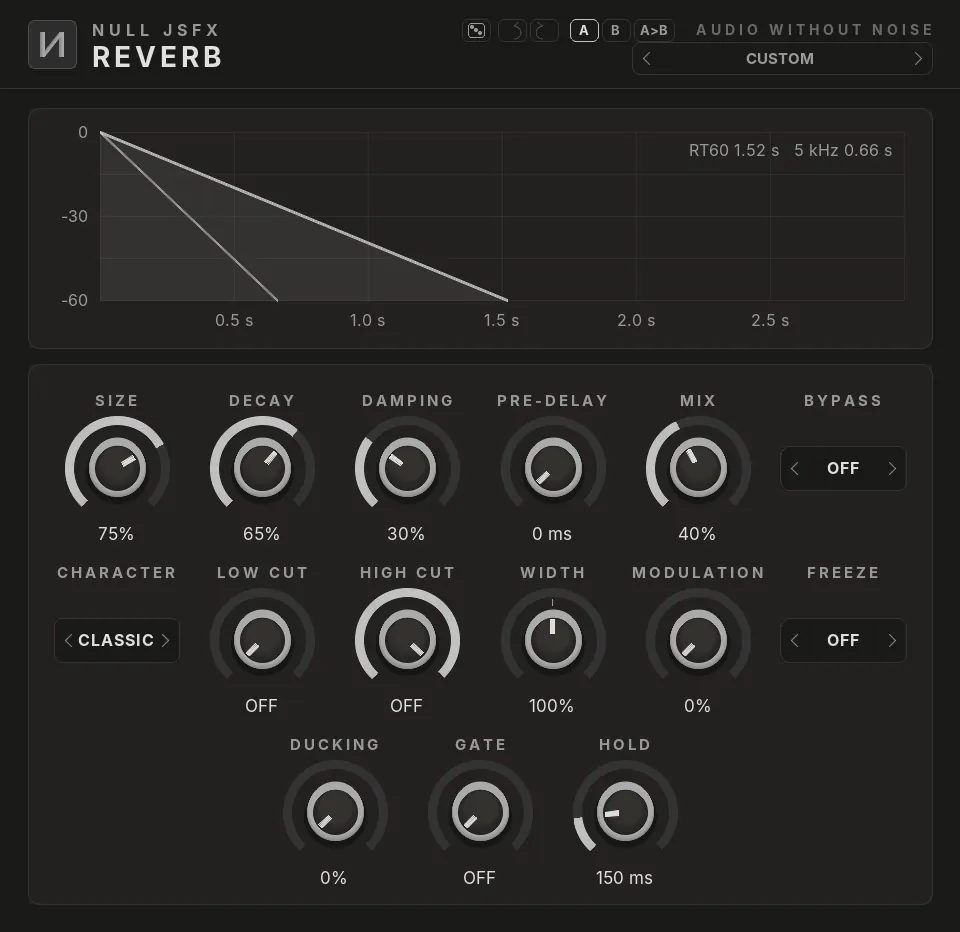 NULL JSFX
REVERB
A B A>B
AUDIO WITHOUT NOISE
CUSTOM
RT60 1.52 s 5 kHz 0.66 s
0
-30
-60
0.5 s 1.0 s 1.5 s 2.0 s 2.5 s
SIZE DECAY DAMPING PRE-DELAY MIX BYPASS
OFF
75% 65% 30% 0 ms 40%
CHARACTER LOW CUT HIGH CUT WIDTH MODULATION FREEZE
CLASSIC OFF
OFF OFF 100% 0%
DUCKING GATE HOLD
0% OFF 150 ms